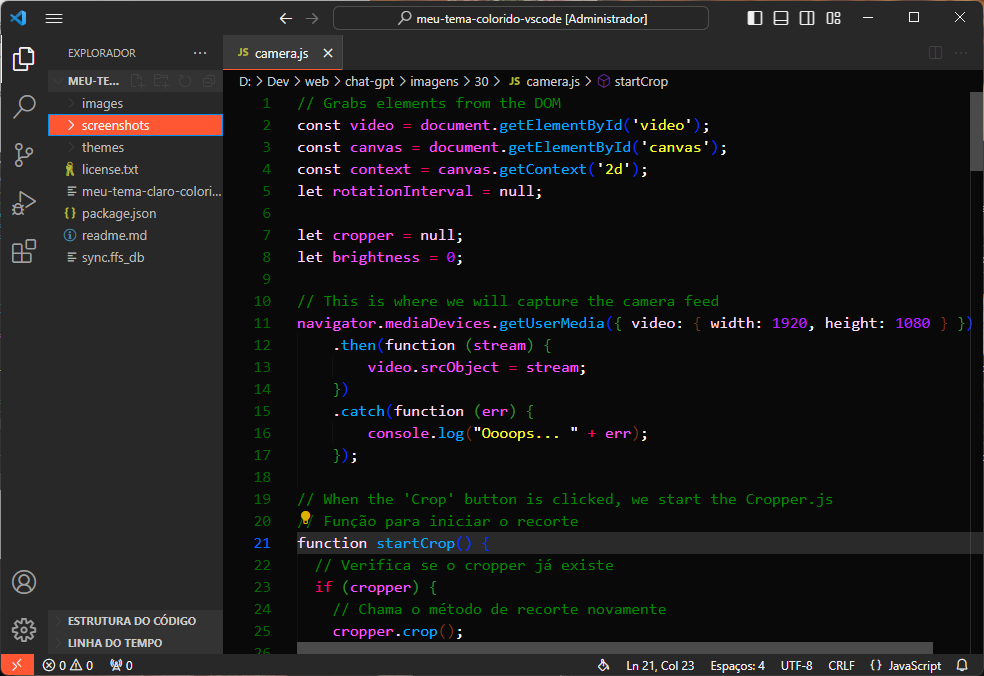 meu-tema-colorido-vscode [Administrador]
EXPLORADOR
JS camera.js
MEU-TE...
images
screenshots
themes
license.txt
meu-tema-claro-colori...
{} package.json
readme.md
sync.ffs_db
ESTRUTURA DO CÓDIGO
LINHA DO TEMPO
D: > Dev > web > chat-gpt > imagens > 30 > JS camera.js > startCrop
1 // Grabs elements from the DOM
2 const video = document.getElementById('video');
3 const canvas = document.getElementById('canvas');
4 const context = canvas.getContext('2d');
5 let rotationInterval = null;
6
7 let cropper = null;
8 let brightness = 0;
9
10 // This is where we will capture the camera feed
11 navigator.mediaDevices.getUserMedia({ video: { width: 1920, height: 1080 } })
12 .then(function (stream) {
13 video.srcObject = stream;
14 })
15 .catch(function (err) {
16 console.log("Oooops... " + err);
17 });
18
19 // When the 'Crop' button is clicked, we start the Cropper.js
20 // Função para iniciar o recorte
21 function startCrop() {
22 // Verifica se o cropper já existe
23 if (cropper) {
24 // Chama o método de recorte novamente
25 cropper.crop();
26
0 0 0 Ln 21, Col 23 Espaços: 4 UTF-8 CRLF {} JavaScript